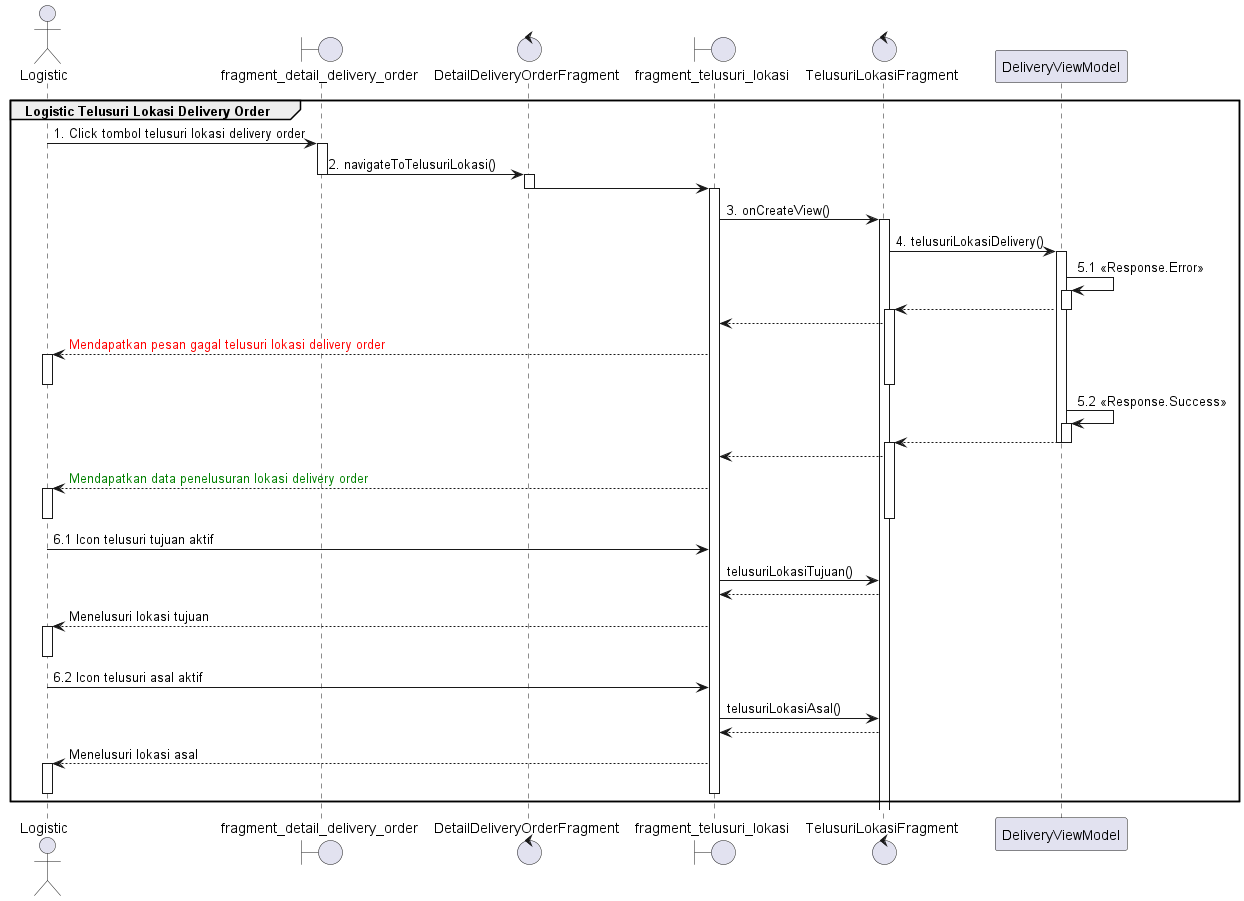 Logistic
fragment_detail_delivery_order
DetailDeliveryOrderFragment
fragment_telusuri_lokasi
TelusuriLokasiFragment
DeliveryViewModel
Logistic Telusuri Lokasi Delivery Order
1. Click tombol telusuri lokasi delivery order
2. navigateToTelusuriLokasi()
3. onCreateView()
4. telusuriLokasiDelivery()
5.1 «Response.Error»
Mendapatkan pesan gagal telusuri lokasi delivery order
5.2 «Response.Success»
Mendapatkan data penelusuran lokasi delivery order
6.1 Icon telusuri tujuan aktif
telusuriLokasiTujuan()
Menelusuri lokasi tujuan
6.2 Icon telusuri asal aktif
telusuriLokasiAsal()
Menelusuri lokasi asal
Logistic
fragment_detail_delivery_order
DetailDeliveryOrderFragment
fragment_telusuri_lokasi
TelusuriLokasiFragment
DeliveryViewModel